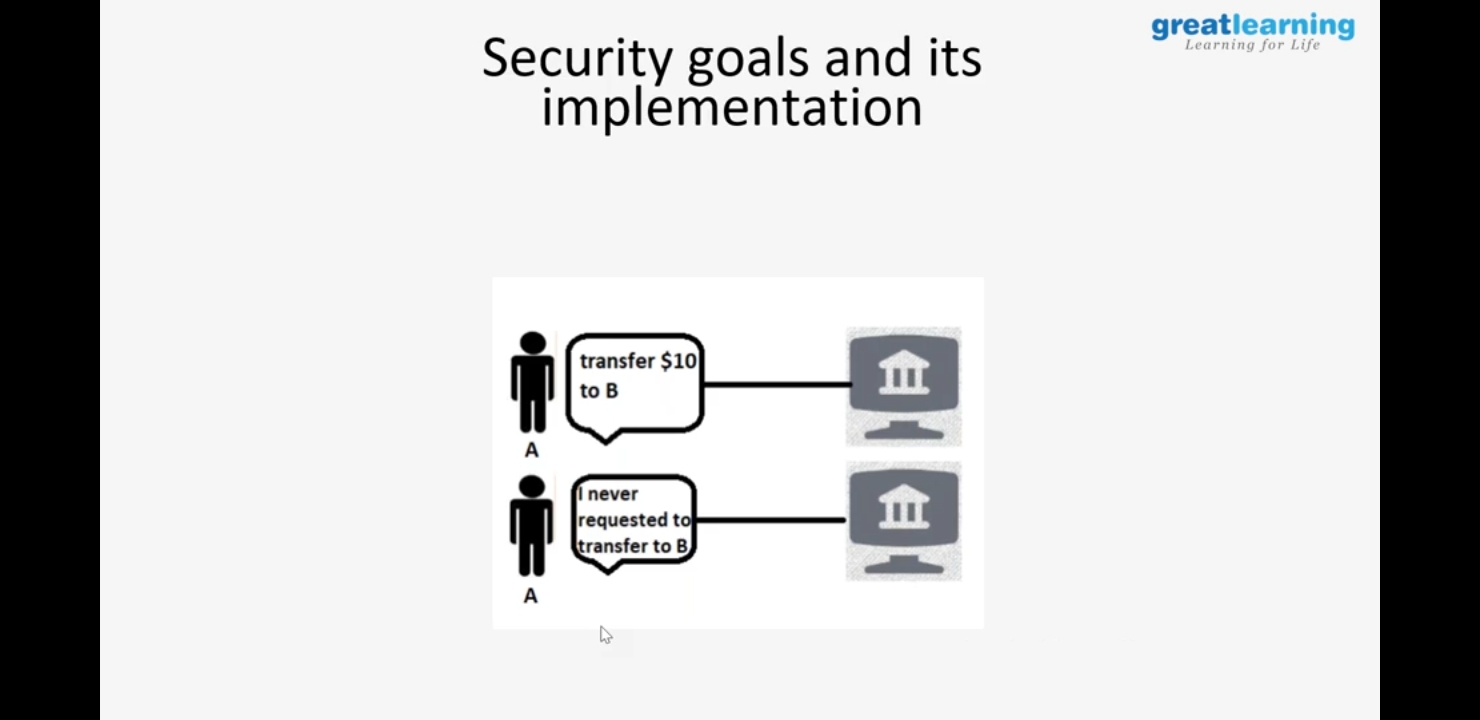 greatlearning
Learning for Life
Security goals and its
implementation
transfer $10
to B
A
I never
requested to
transfer to B
A